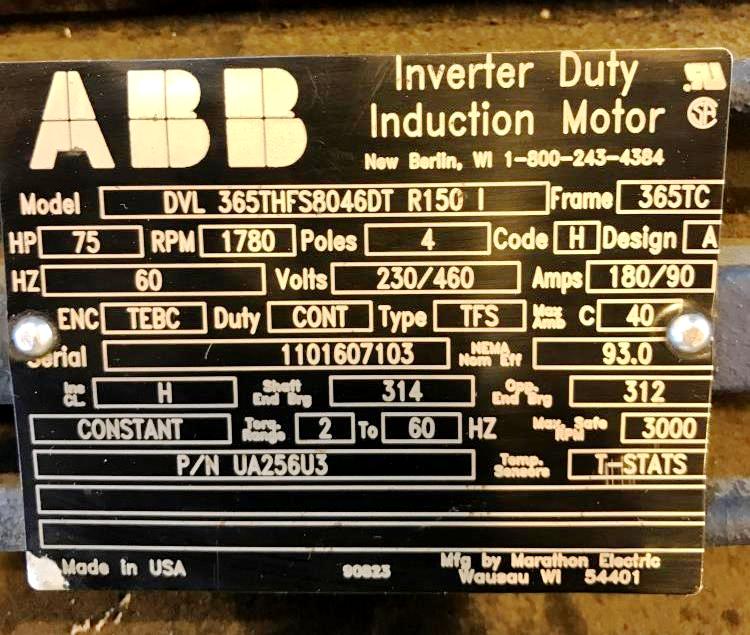 ABB
Inverter Duty
Induction Motor
New Berlin, WI 1-800-243-4384
Model DVL 365THFS8046DT R150 I Frame 365TC
HP 75 RPM 1780 Poles 4 Code H Design A
HZ 60 Volts 230/460 Amps 180/90
ENC TEBC Duty CONT Type TFS Max Amb C 40
Serial 1101607103 NEMA Nom Eff 93.0
Ins CL. H Shaft End Brg 314 Opp. End Brg 312
CONSTANT Torq. Range 2 To 60 HZ Max. Safe RPM 3000
P/N UA256U3 Temp. Sensors T-STATS
Made in USA 90823 Mfg by Marathon Electric
Wausau WI 54401